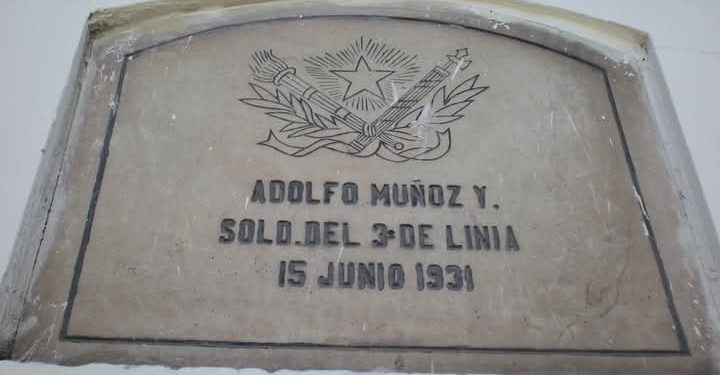 ADOLFO MUÑOZ Y.
SOLD. DEL 3º DE LINIA
15 JUNIO 1931